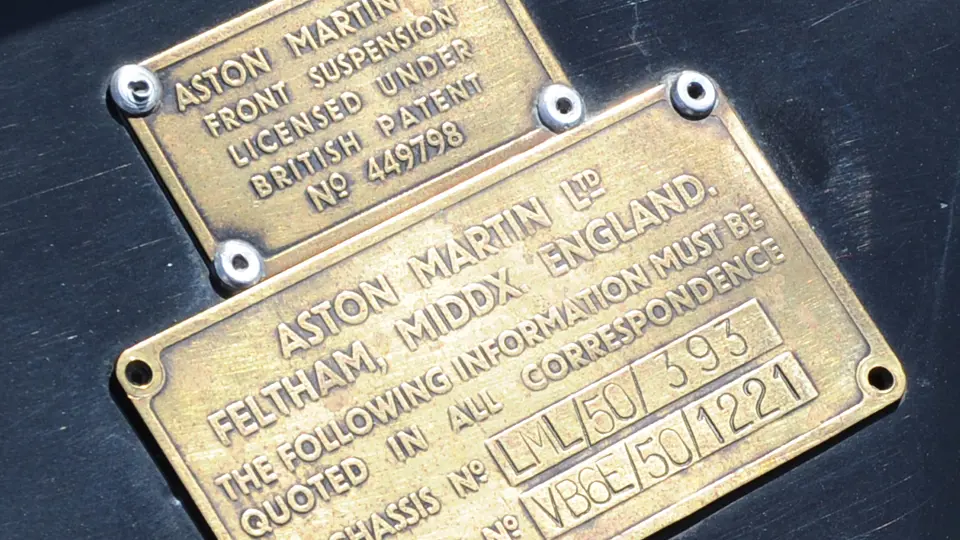 ASTON MARTIN
FRONT SUSPENSION
LICENSED UNDER
BRITISH PATENT
Nº 449798
ASTON MARTIN LTD
FELTHAM, MIDDX. ENGLAND.
THE FOLLOWING INFORMATION MUST BE
QUOTED IN ALL CORRESPONDENCE
CHASSIS Nº LML/50/393
Nº VB6E/50/1221